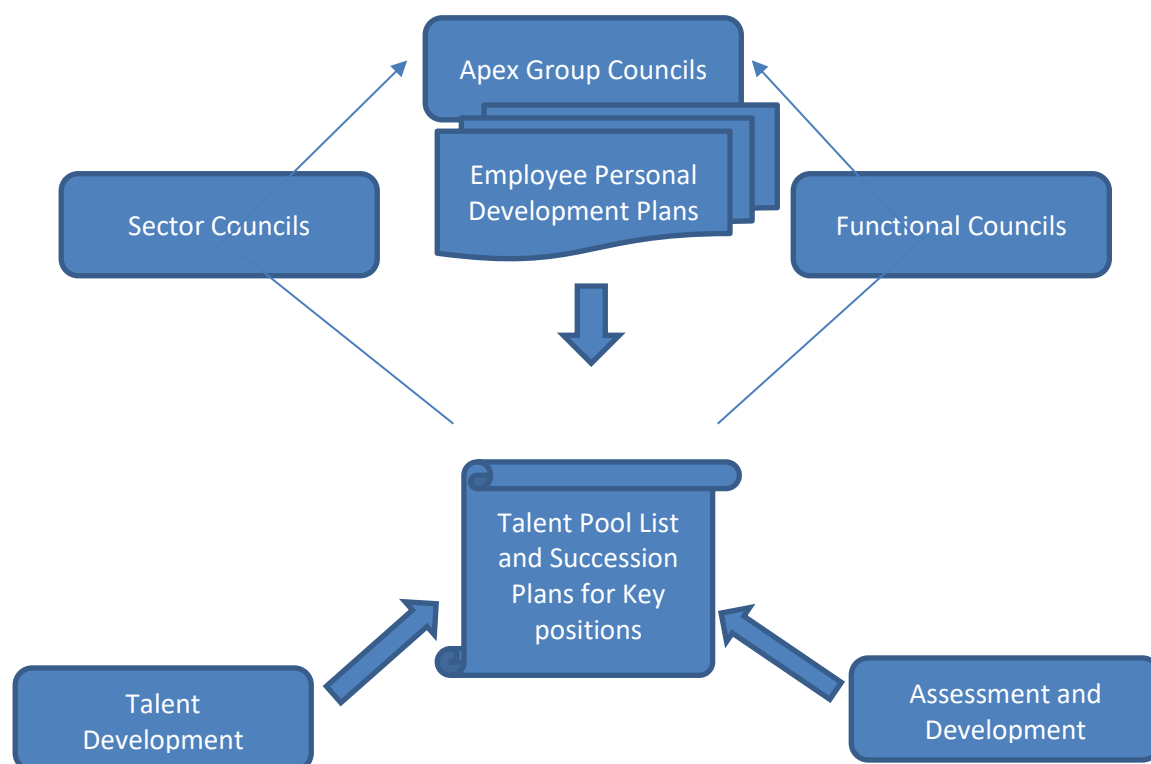 Apex Group Councils
Employee Personal
Development Plans
Sector Councils
Functional Councils
Talent Pool List
and Succession
Plans for Key
positions
Talent
Development
Assessment and
Development